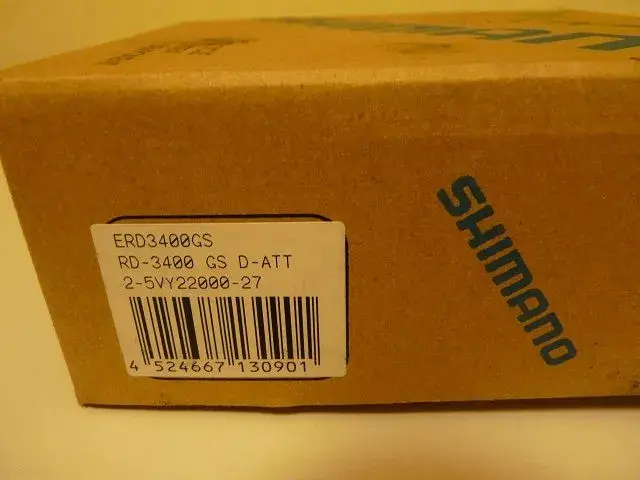 SHIMANO
ERD3400GS
RD-3400 GS D-ATT
2-5VY22000-27
4 524667 130901